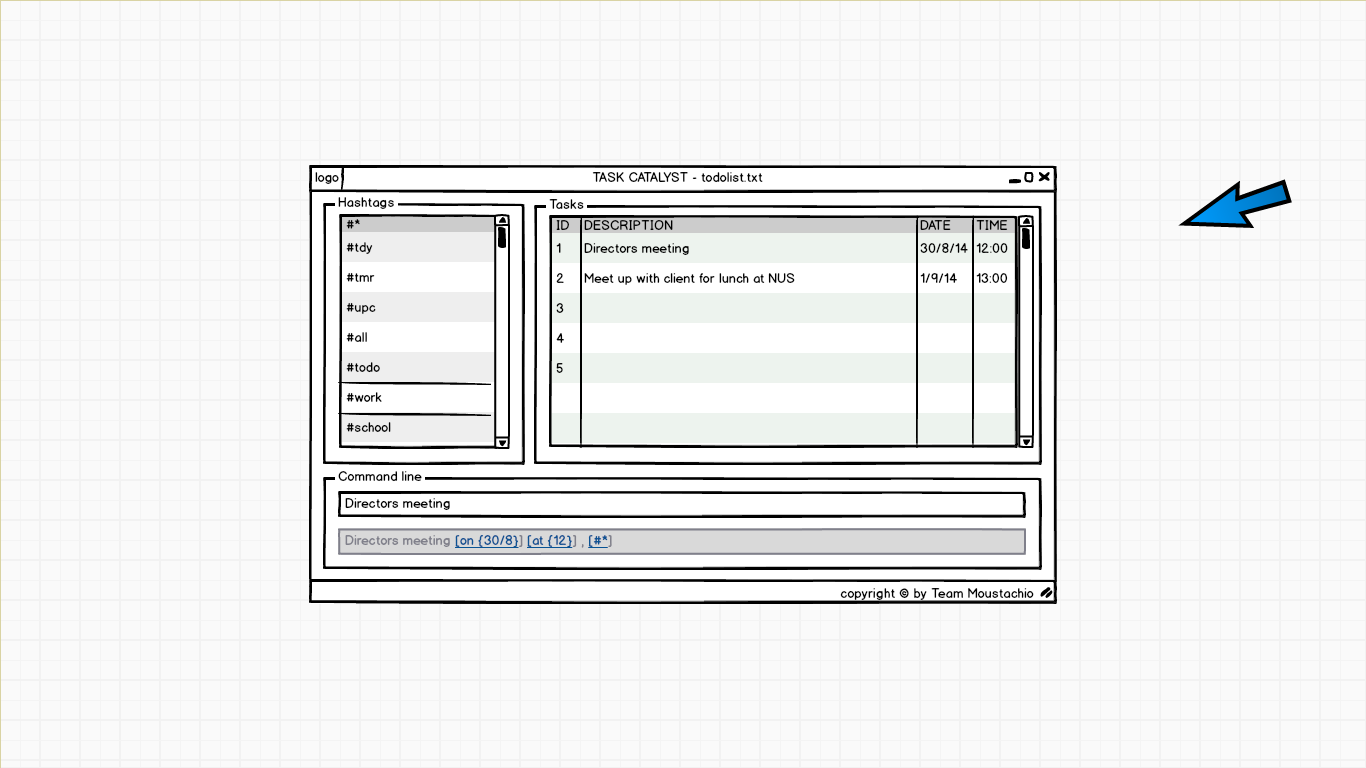 logo TASK CATALYST - todolist.txt
Hashtags
#*
#tdy
#tmr
#upc
#all
#todo
#work
#school
Tasks
ID DESCRIPTION DATE TIME
1 Directors meeting 30/8/14 12:00
2 Meet up with client for lunch at NUS 1/9/14 13:00
3
4
5
Command line
Directors meeting
Directors meeting [on {30/8}] [at {12}] , [#*]
copyright © by Team Moustachio